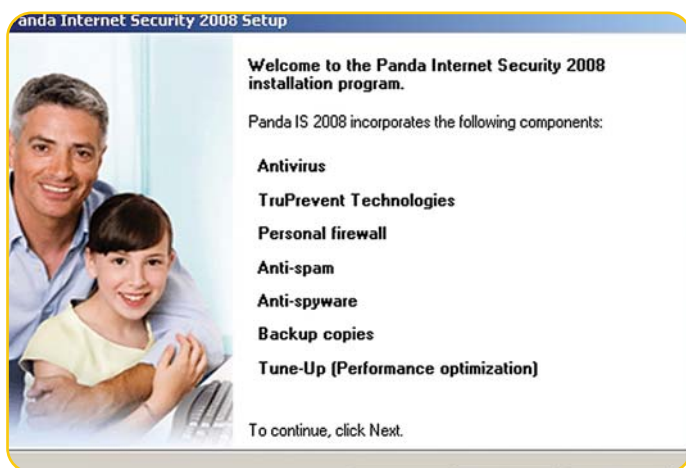 anda Internet Security 2008 Setup
Welcome to the Panda Internet Security 2008
installation program.
Panda IS 2008 incorporates the following components:
Antivirus
TruPrevent Technologies
Personal firewall
Anti-spam
Anti-spyware
Backup copies
Tune-Up (Performance optimization)
To continue, click Next.